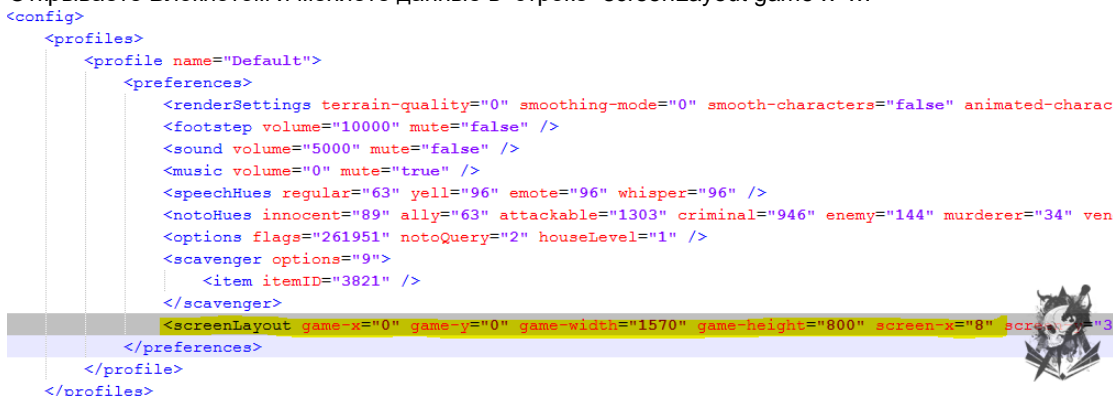 <config>
<profiles>
<profile name="Default">
<preferences>
<renderSettings terrain-quality="0" smoothing-mode="0" smooth-characters="false" animated-charac
<footstep volume="10000" mute="false" />
<sound volume="5000" mute="false" />
<music volume="0" mute="true" />
<speechHues regular="63" yell="96" emote="96" whisper="96" />
<notoHues innocent="89" ally="63" attackable="1303" criminal="946" enemy="144" murderer="34" ven
<options flags="261951" notoQuery="2" houseLevel="1" />
<scavenger options="9">
<item itemID="3821" />
</scavenger>
<screenLayout game-x="0" game-y="0" game-width="1570" game-height="800" screen-x="8"
</preferences>
</profile>
</profiles>